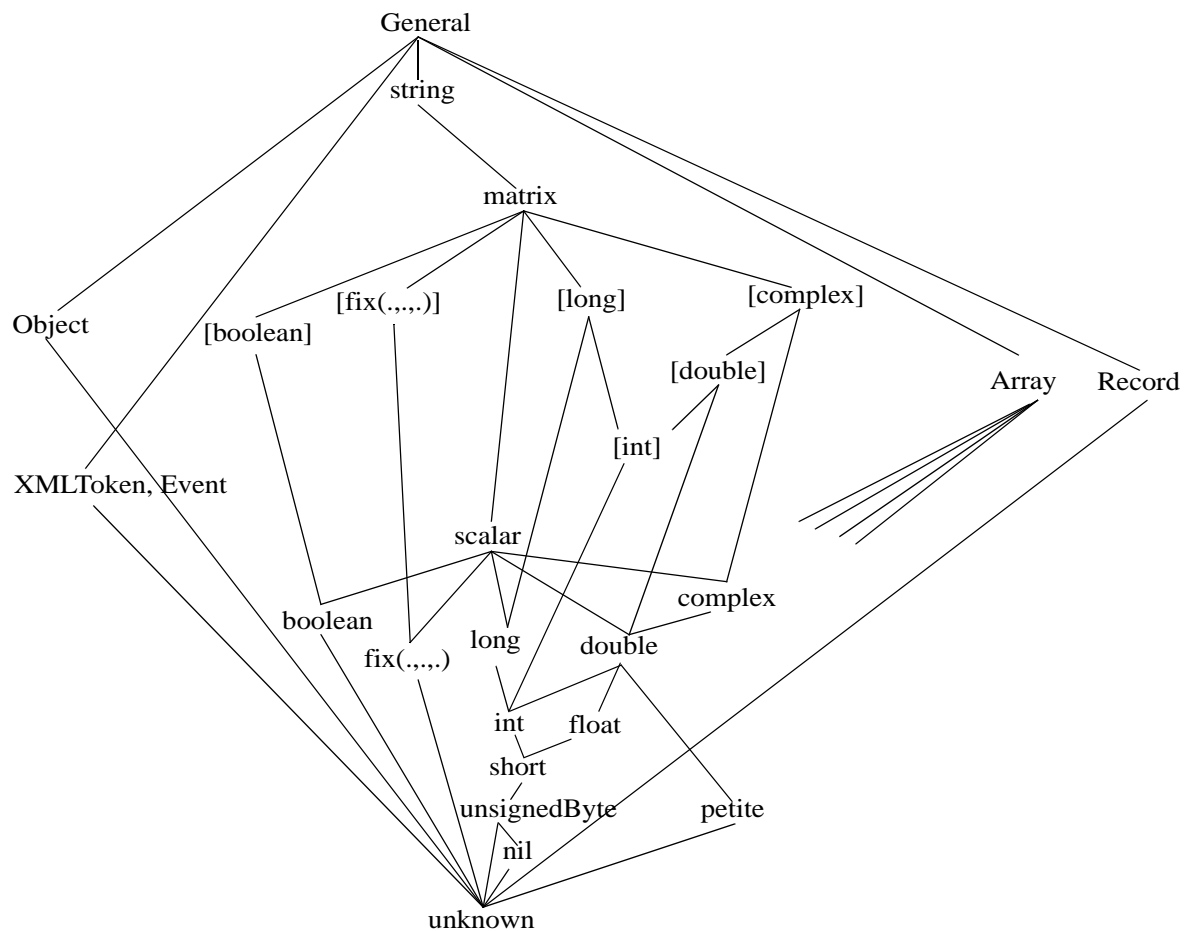 General
string
matrix
[fix(.,.,.)]
[long]
[complex]
Object
[boolean]
[double]
Array
Record
[int]
XMLToken, Event
scalar
complex
boolean
long
double
fix(.,.,.)
int
float
short
unsignedByte
petite
nil
unknown